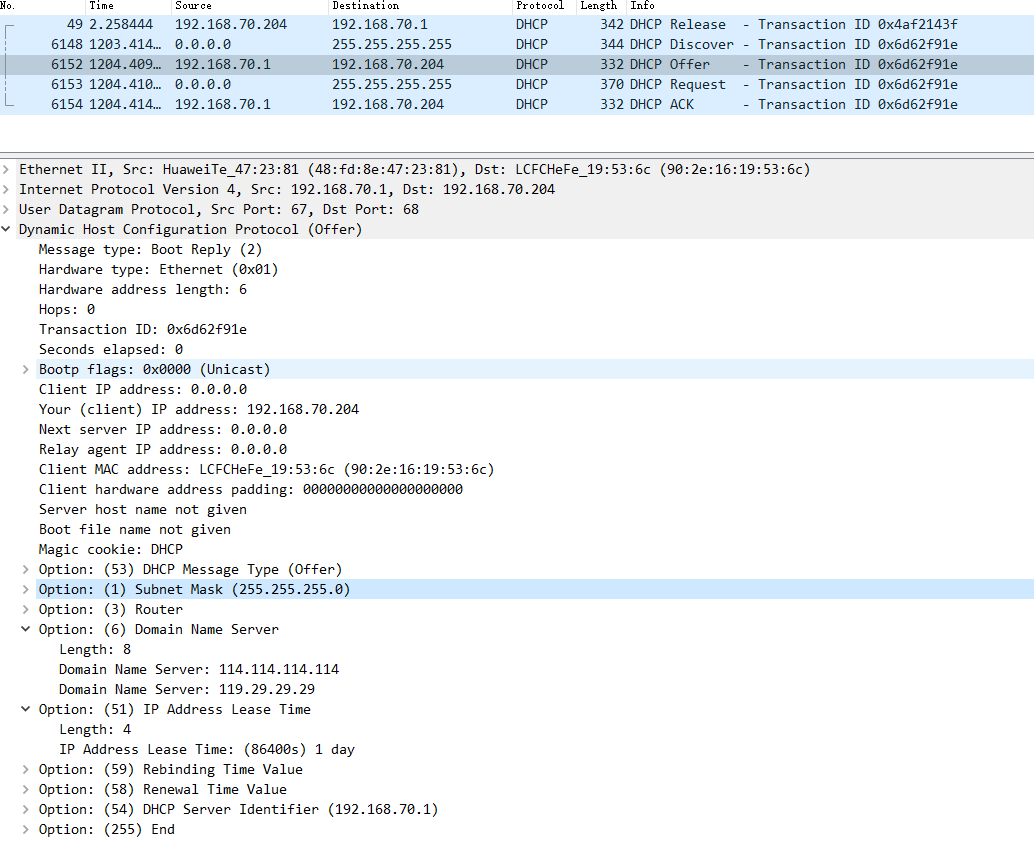 No. Time Source Destination Protocol Length Info
49 2.258444 192.168.70.204 192.168.70.1 DHCP 342 DHCP Release - Transaction ID 0x4af2143f
6148 1203.414… 0.0.0.0 255.255.255.255 DHCP 344 DHCP Discover - Transaction ID 0x6d62f91e
6152 1204.409… 192.168.70.1 192.168.70.204 DHCP 332 DHCP Offer - Transaction ID 0x6d62f91e
6153 1204.410… 0.0.0.0 255.255.255.255 DHCP 370 DHCP Request - Transaction ID 0x6d62f91e
6154 1204.414… 192.168.70.1 192.168.70.204 DHCP 332 DHCP ACK - Transaction ID 0x6d62f91e
Ethernet II, Src: HuaweiTe_47:23:81 (48:fd:8e:47:23:81), Dst: LCFCHeFe_19:53:6c (90:2e:16:19:53:6c)
Internet Protocol Version 4, Src: 192.168.70.1, Dst: 192.168.70.204
User Datagram Protocol, Src Port: 67, Dst Port: 68
Dynamic Host Configuration Protocol (Offer)
Message type: Boot Reply (2)
Hardware type: Ethernet (0x01)
Hardware address length: 6
Hops: 0
Transaction ID: 0x6d62f91e
Seconds elapsed: 0
Bootp flags: 0x0000 (Unicast)
Client IP address: 0.0.0.0
Your (client) IP address: 192.168.70.204
Next server IP address: 0.0.0.0
Relay agent IP address: 0.0.0.0
Client MAC address: LCFCHeFe_19:53:6c (90:2e:16:19:53:6c)
Client hardware address padding: 00000000000000000000
Server host name not given
Boot file name not given
Magic cookie: DHCP
Option: (53) DHCP Message Type (Offer)
Option: (1) Subnet Mask (255.255.255.0)
Option: (3) Router
Option: (6) Domain Name Server
Length: 8
Domain Name Server: 114.114.114.114
Domain Name Server: 119.29.29.29
Option: (51) IP Address Lease Time
Length: 4
IP Address Lease Time: (86400s) 1 day
Option: (59) Rebinding Time Value
Option: (58) Renewal Time Value
Option: (54) DHCP Server Identifier (192.168.70.1)
Option: (255) End